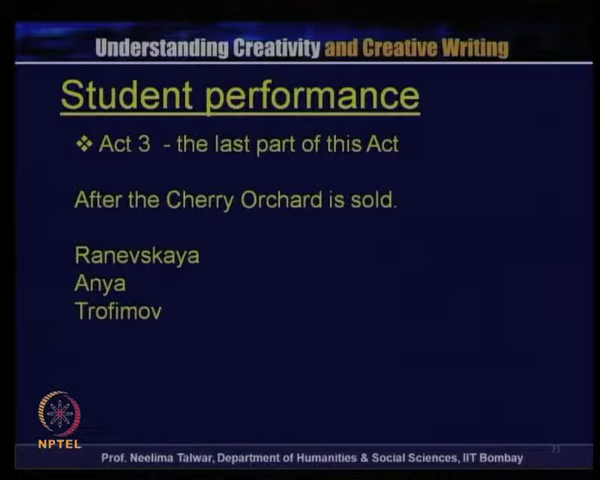 Understanding Creativity and Creative Writing
Student performance
❖ Act 3 - the last part of this Act
After the Cherry Orchard is sold.
Ranevskaya
Anya
Trofimov
NPTEL
Prof. Neelima Talwar, Department of Humanities & Social Sciences, IIT Bombay
21